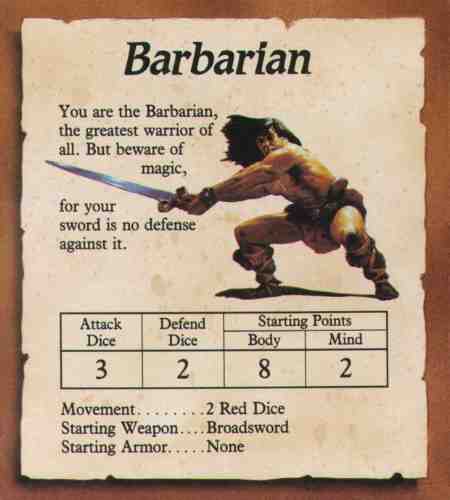 Barbarian
You are the Barbarian,
the greatest warrior of
all. But beware of
magic,
for your
sword is no defense
against it.
Attack Dice Defend Dice Starting Points
Body Mind
3 2 8 2
Movement........2 Red Dice
Starting Weapon....Broadsword
Starting Armor.....None